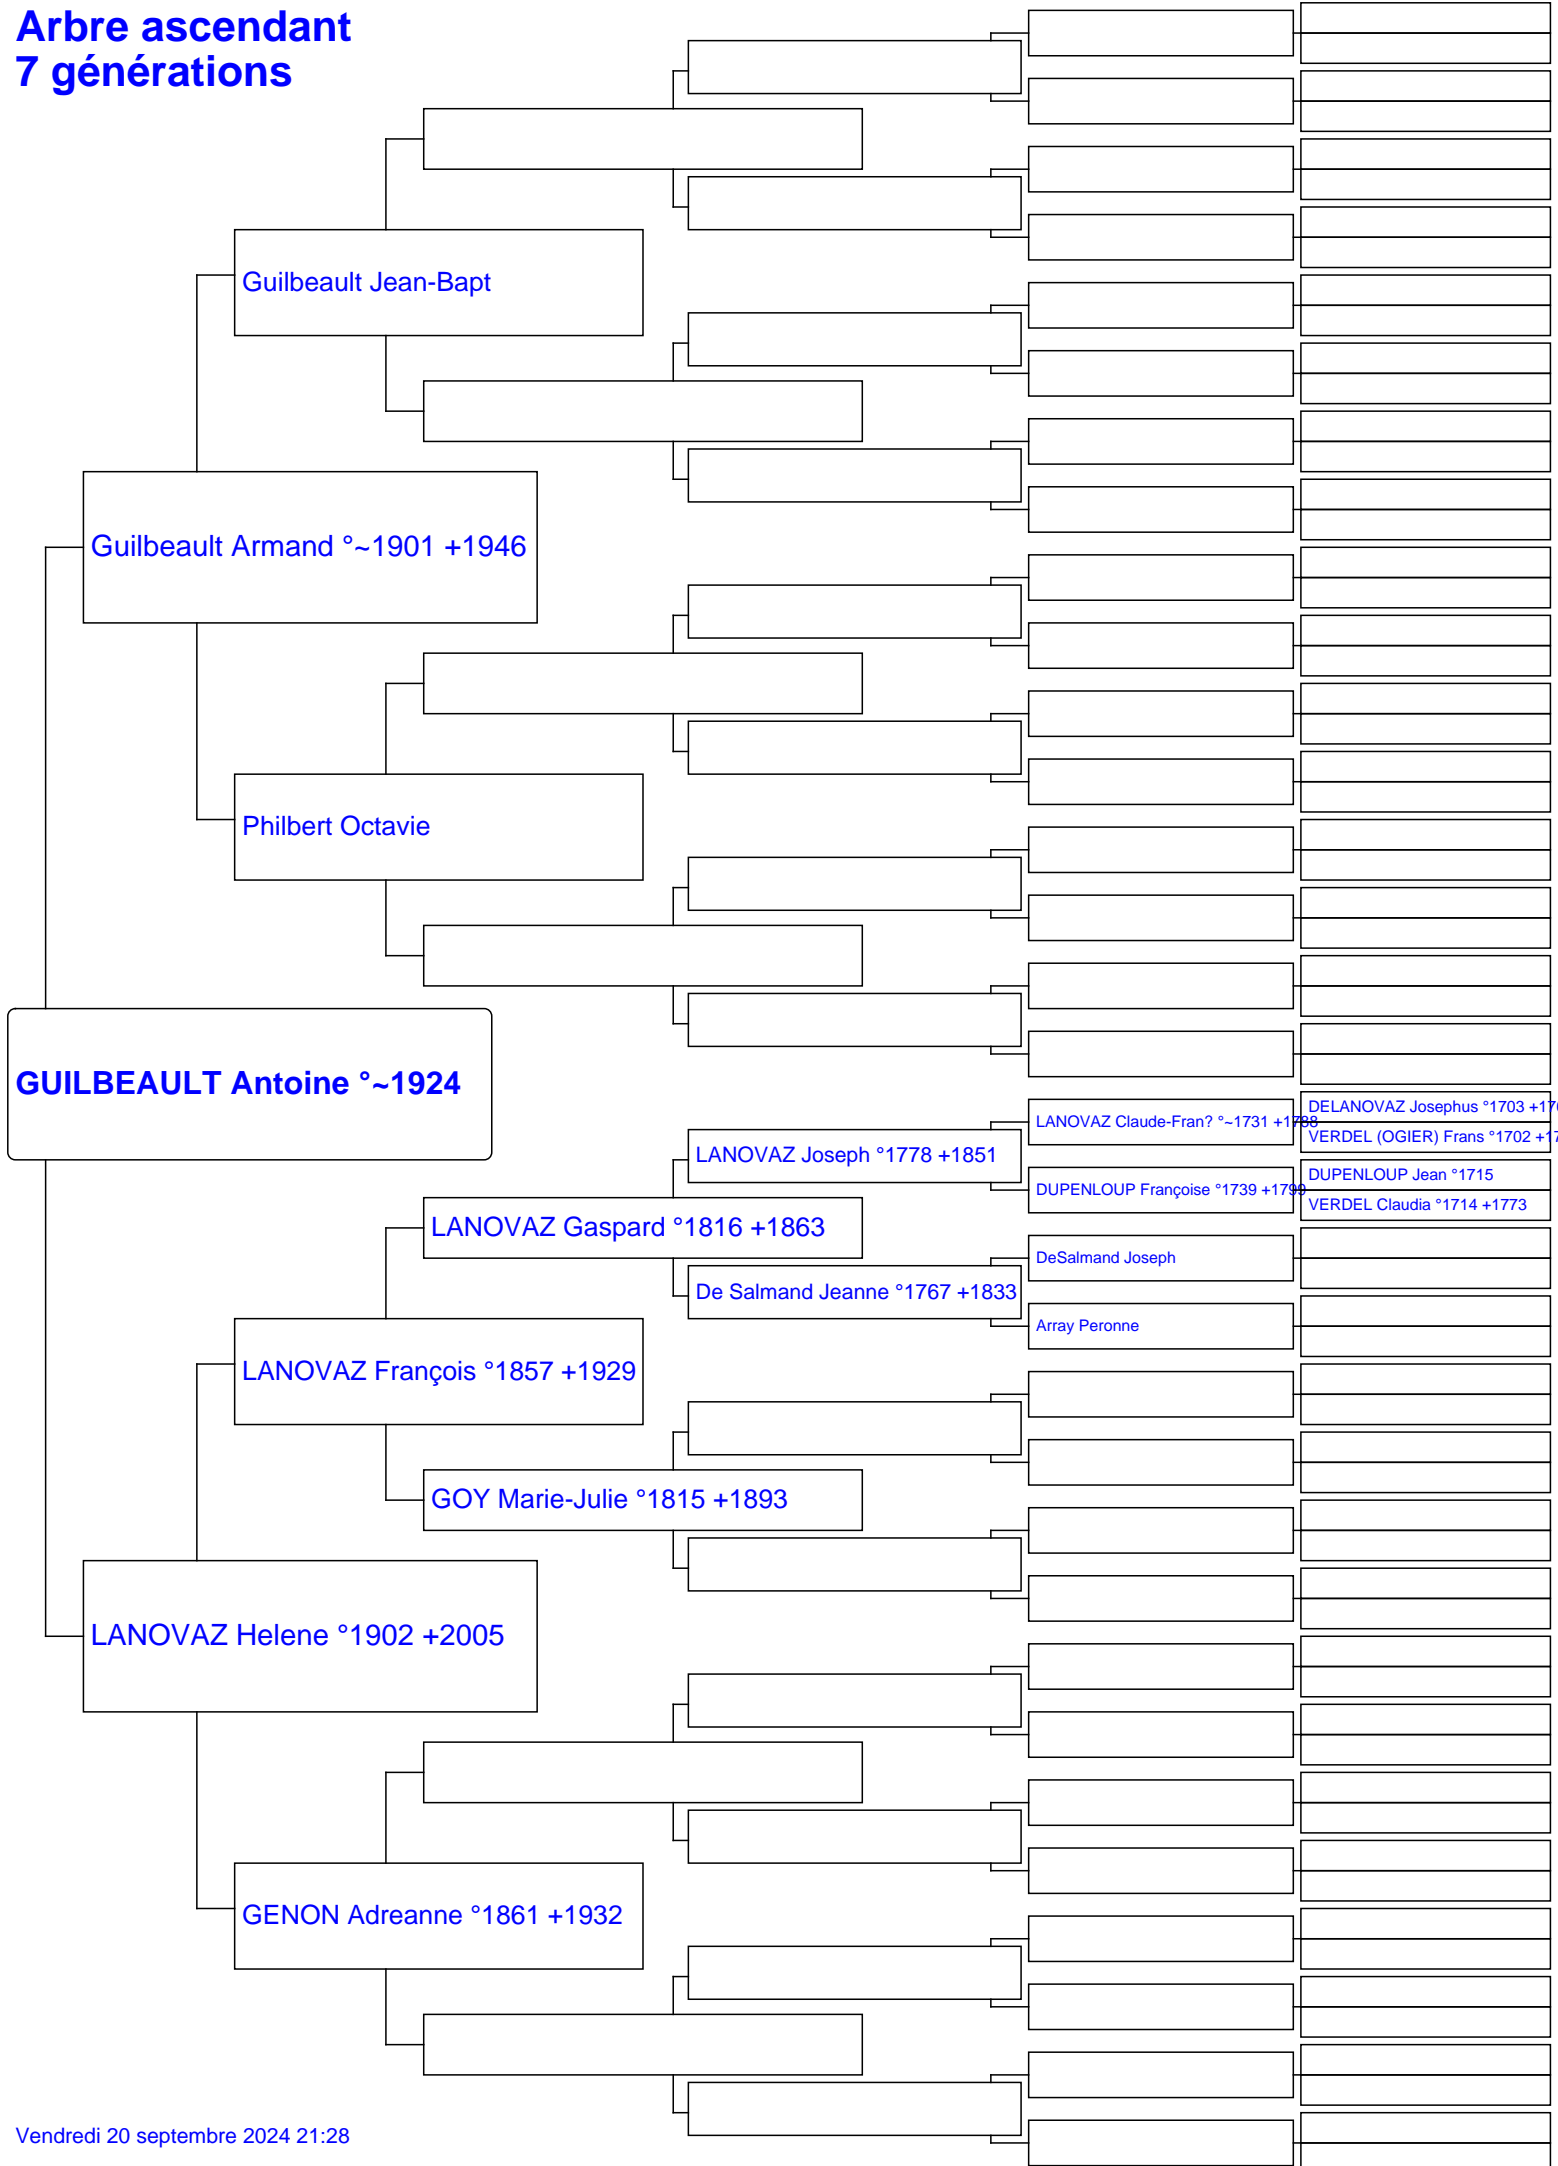 Arbre ascendant
7 générations
Guilbeault Jean-Bapt
Guilbeault Armand °~1901 +1946
Philbert Octavie
GUILBEAULT Antoine °~1924
DELANOVAZ Josephus °1703
LANOVAZ Claude-Fran? °~1731 +1788
VERDEL (OGIER) Frans °1702
LANOVAZ Joseph °1778 +1851
DUPENLOUP Jean °1715
DUPENLOUP Françoise °1739 +1799
VERDEL Claudia °1714 +1773
LANOVAZ Gaspard °1816 +1863
DeSalmand Joseph
De Salmand Jeanne °1767 +1833
Array Peronne
LANOVAZ François °1857 +1929
GOY Marie-Julie °1815 +1893
LANOVAZ Helene °1902 +2005
GENON Adreanne °1861 +1932
Vendredi 20 septembre 2024 21:28